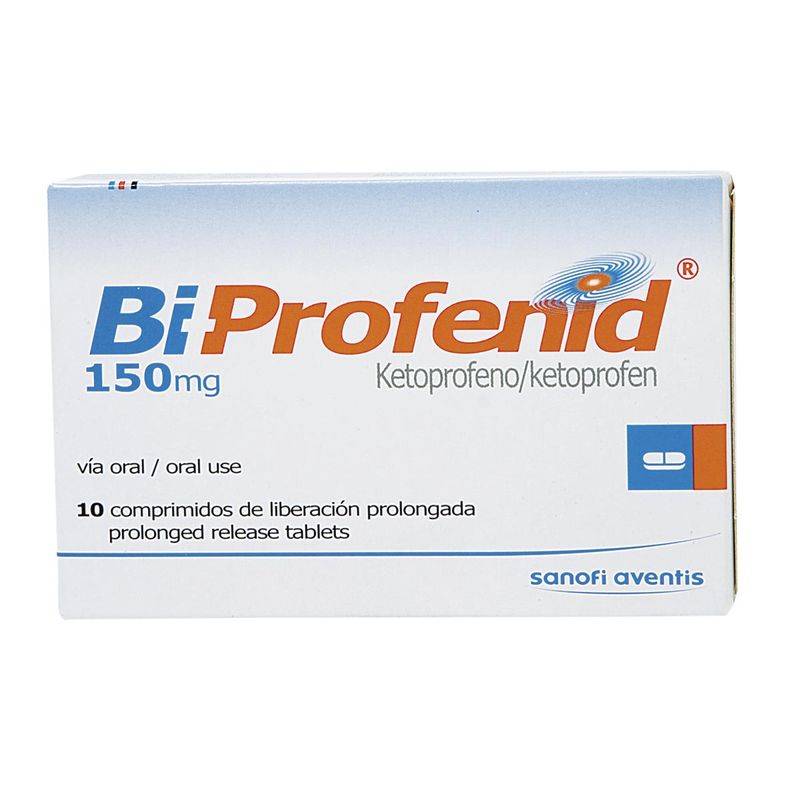 Bi-Profenid®
150mg
Ketoprofeno/ketoprofen
vía oral / oral use
10 comprimidos de liberación prolongada
prolonged release tablets
sanofi aventis